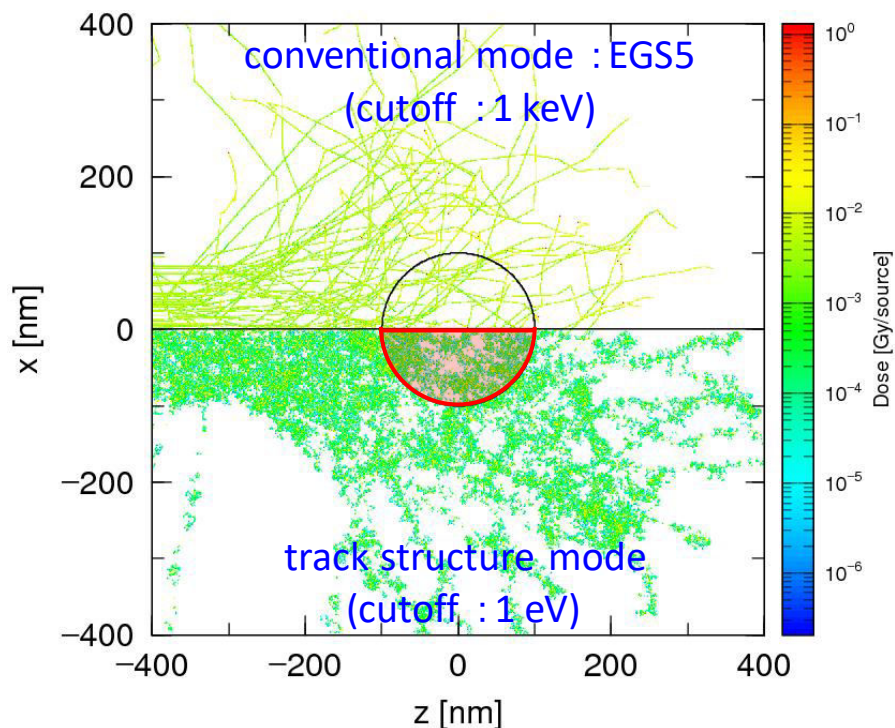 conventional mode : EGS5
(cutoff : 1 keV)
track structure mode
(cutoff : 1 eV)
400
200
0
−200
−400
x [nm]
−400
−200
0
200
400
z [nm]
10^0
10^-1
10^-2
10^-3
10^-4
10^-5
10^-6
Dose [Gy/source]